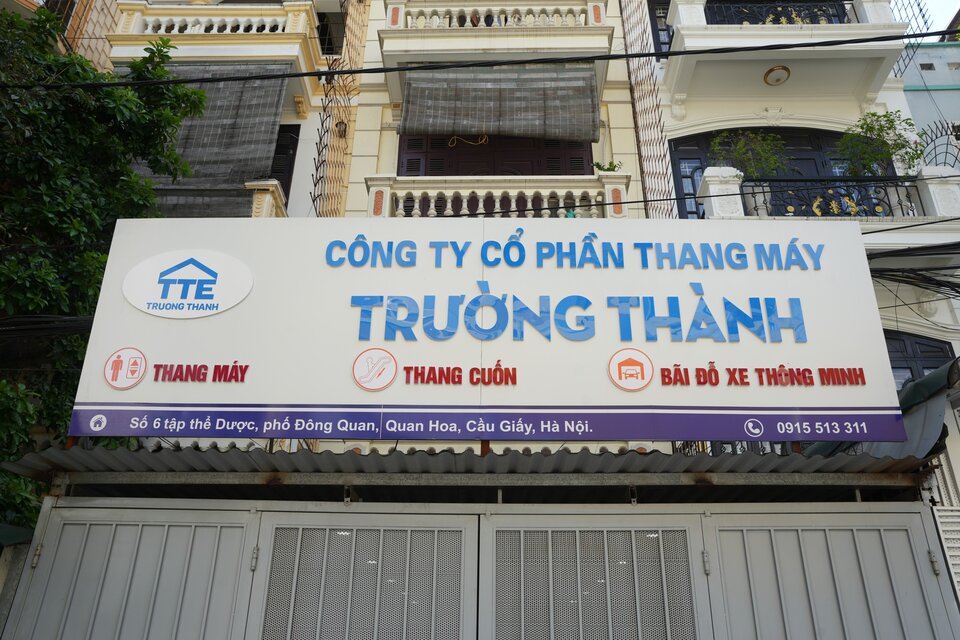 CÔNG TY CỔ PHẦN THANG MÁY
TRƯỜNG THÀNH
TTE
TRUONG THANH
THANG MÁY
THANG CUỐN
BÃI ĐỖ XE THÔNG MINH
Số 6 tập thể Dược, phố Đông Quan, Quan Hoa, Cầu Giấy, Hà Nội.
0915 513 311